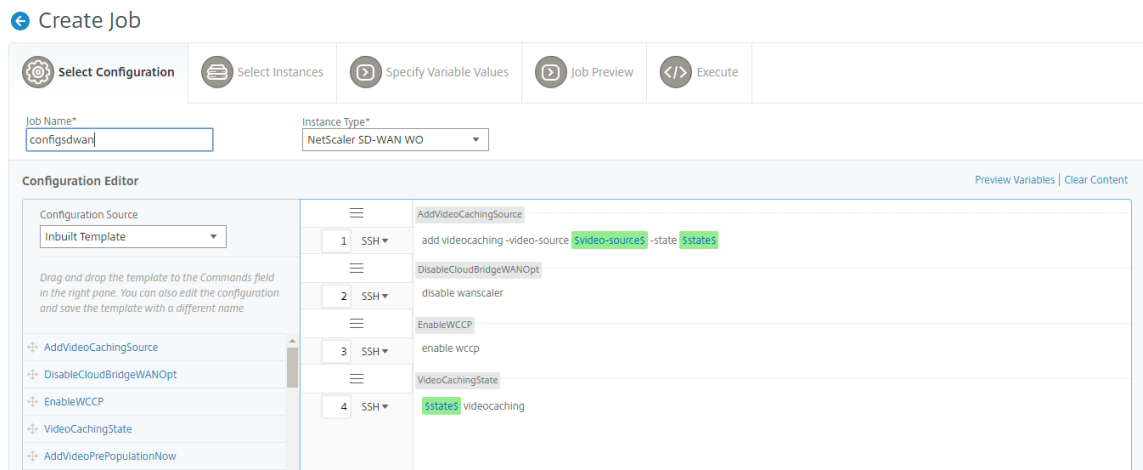 Create Job
Select Configuration
Select Instances
Specify Variable Values
Job Preview
Execute
Job Name*
Instance Type*
configsdwan
NetScaler SD-WAN WO
Configuration Editor
Preview Variables | Clear Content
Configuration Source
Inbuilt Template
Drag and drop the template to the Commands field
in the right pane. You can also edit the configuration
and save the template with a different name
AddVideoCachingSource
DisableCloudBridgeWANOpt
EnableWCCP
VideoCachingState
AddVideoPrePopulationNow
AddVideoCachingSource
1 SSH add videocaching -video-source $video-source$ -state $state$
DisableCloudBridgeWANOpt
2 SSH disable wanscaler
EnableWCCP
3 SSH enable wccp
VideoCachingState
4 SSH $state$ videocaching